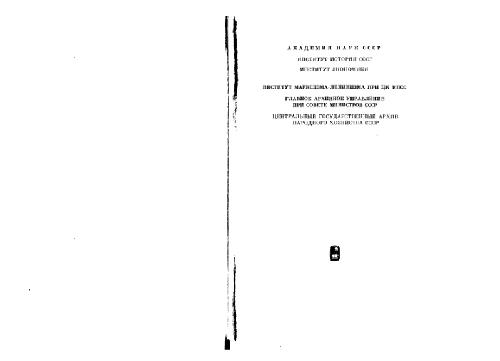 АКАДЕМИЯ НАУК СССР
ИНСТИТУТ ИСТОРИИ СССР
ИНСТИТУТ ЭКОНОМИКИ
ИНСТИТУТ МАРКСИЗМА-ЛЕНИНИЗМА ПРИ ЦК КПСС
ГЛАВНОЕ АРХИВНОЕ УПРАВЛЕНИЕ
ПРИ СОВЕТЕ МИНИСТРОВ СССР
ЦЕНТРАЛЬНЫЙ ГОСУДАРСТВЕННЫЙ АРХИВ
НАРОДНОГО ХОЗЯЙСТВА СССР